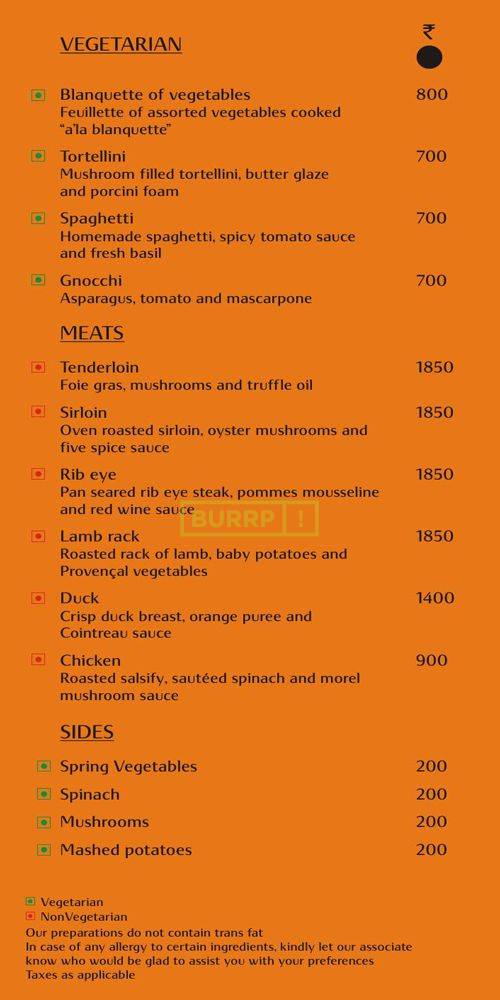 ₹
VEGETARIAN
Blanquette of vegetables 800
Feuillette of assorted vegetables cooked
“a’la blanquette”
Tortellini 700
Mushroom filled tortellini, butter glaze
and porcini foam
Spaghetti 700
Homemade spaghetti, spicy tomato sauce
and fresh basil
Gnocchi 700
Asparagus, tomato and mascarpone
MEATS
Tenderloin 1850
Foie gras, mushrooms and truffle oil
Sirloin 1850
Oven roasted sirloin, oyster mushrooms and
five spice sauce
Rib eye 1850
Pan seared rib eye steak, pommes mousseline
and red wine sauce
BURRP !
Lamb rack 1850
Roasted rack of lamb, baby potatoes and
Provençal vegetables
Duck 1400
Crisp duck breast, orange puree and
Cointreau sauce
Chicken 900
Roasted salsify, sautéed spinach and morel
mushroom sauce
SIDES
Spring Vegetables 200
Spinach 200
Mushrooms 200
Mashed potatoes 200
Vegetarian
NonVegetarian
Our preparations do not contain trans fat
In case of any allergy to certain ingredients, kindly let our associate
know who would be glad to assist you with your preferences
Taxes as applicable